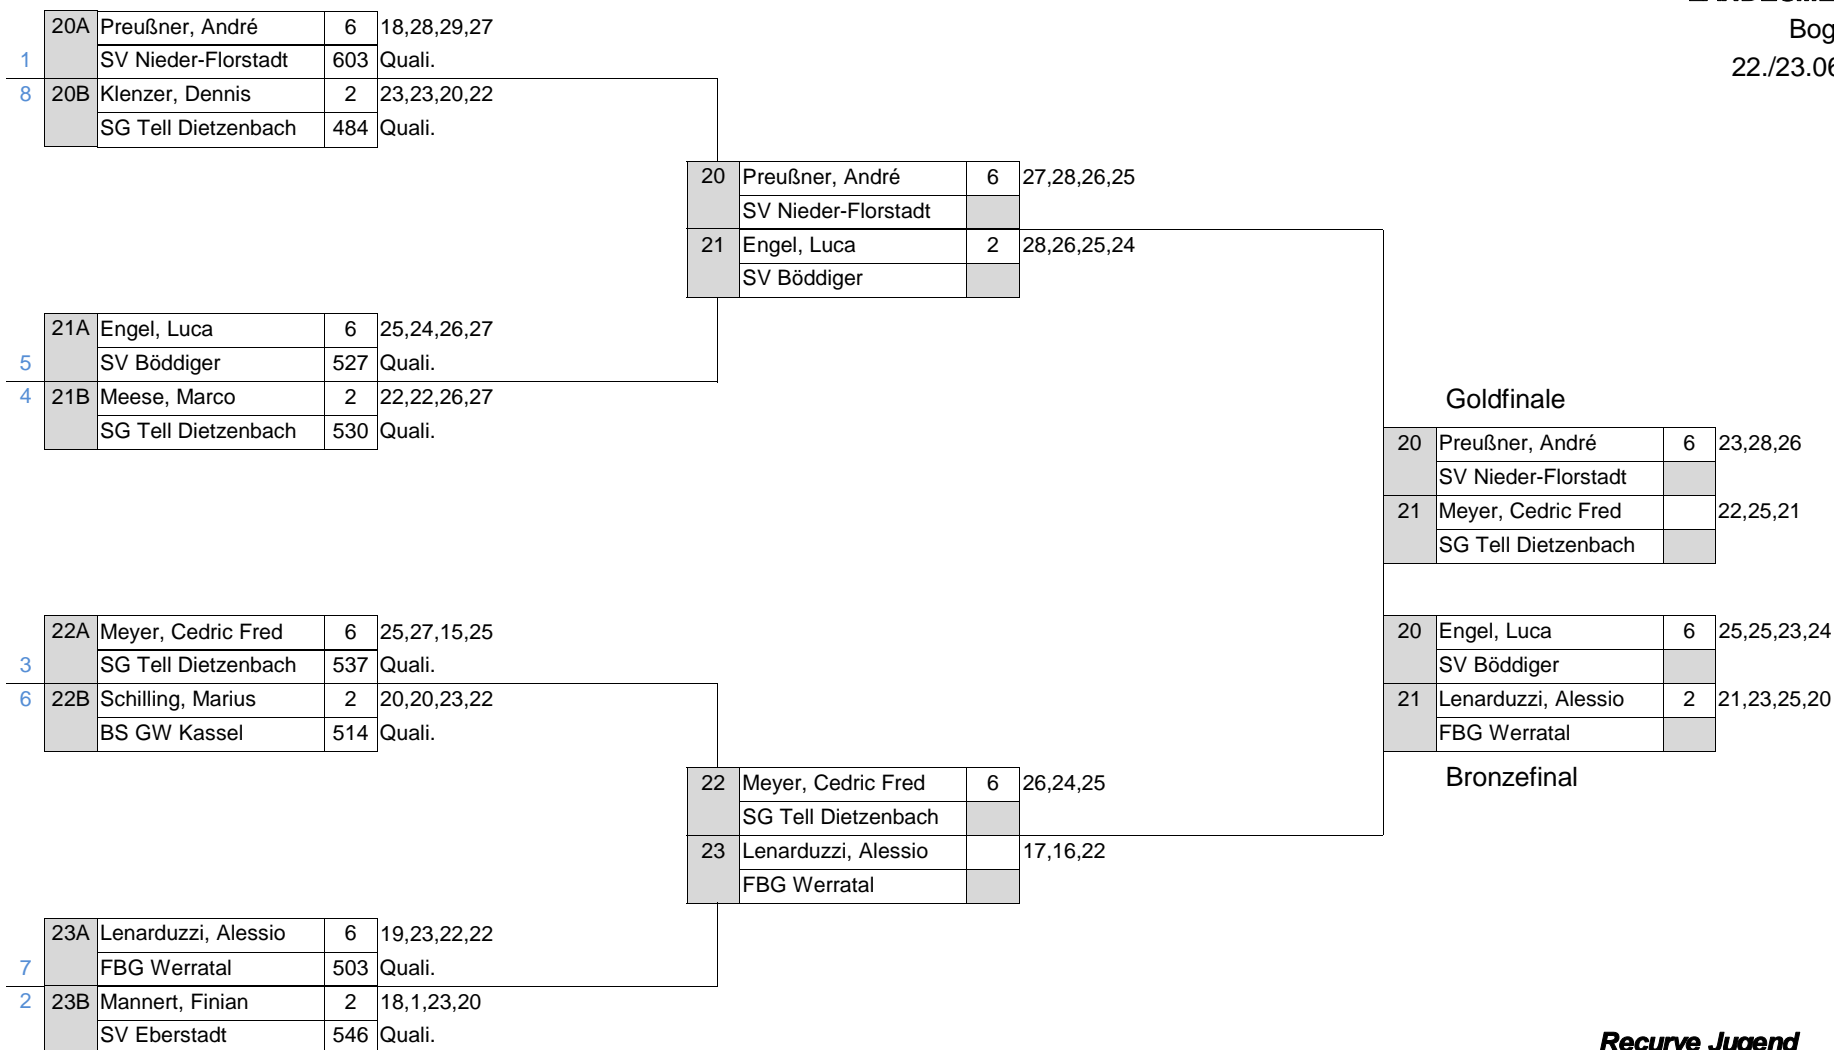 Bog
22./23.06
20A Preußner, André 6 18,28,29,27
1 SV Nieder-Florstadt 603 Quali.
8 20B Klenzer, Dennis 2 23,23,20,22
SG Tell Dietzenbach 484 Quali.
20 Preußner, André 6 27,28,26,25
SV Nieder-Florstadt
21 Engel, Luca 2 28,26,25,24
SV Böddiger
21A Engel, Luca 6 25,24,26,27
5 SV Böddiger 527 Quali.
4 21B Meese, Marco 2 22,22,26,27
SG Tell Dietzenbach 530 Quali.
Goldfinale
20 Preußner, André 6 23,28,26
SV Nieder-Florstadt
21 Meyer, Cedric Fred 22,25,21
SG Tell Dietzenbach
22A Meyer, Cedric Fred 6 25,27,15,25
3 SG Tell Dietzenbach 537 Quali.
6 22B Schilling, Marius 2 20,20,23,22
BS GW Kassel 514 Quali.
20 Engel, Luca 6 25,25,23,24
SV Böddiger
21 Lenarduzzi, Alessio 2 21,23,25,20
FBG Werratal
Bronzefinal
22 Meyer, Cedric Fred 6 26,24,25
SG Tell Dietzenbach
23 Lenarduzzi, Alessio 17,16,22
FBG Werratal
23A Lenarduzzi, Alessio 6 19,23,22,22
7 FBG Werratal 503 Quali.
2 23B Mannert, Finian 2 18,1,23,20
SV Eberstadt 546 Quali.
Recurve Jugend